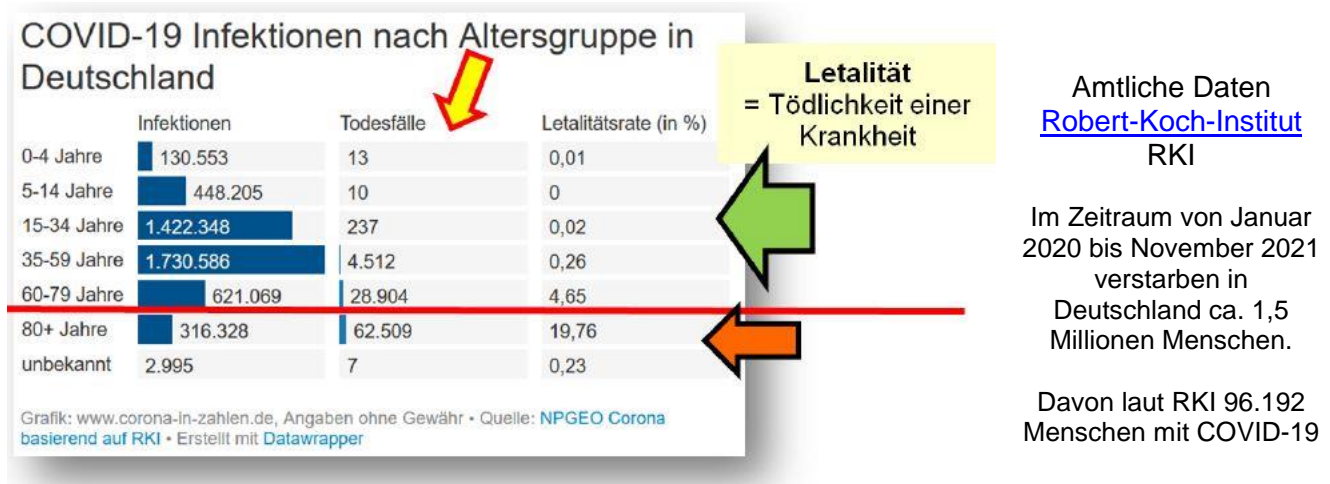 COVID-19 Infektionen nach Altersgruppe in
Deutschland
Infektionen Todesfälle Letalitätsrate (in %)
0-4 Jahre 130.553 13 0,01
5-14 Jahre 448.205 10 0
15-34 Jahre 1.422.348 237 0,02
35-59 Jahre 1.730.586 4.512 0,26
60-79 Jahre 621.069 28.904 4,65
80+ Jahre 316.328 62.509 19,76
unbekannt 2.995 7 0,23
Grafik: www.corona-in-zahlen.de, Angaben ohne Gewähr • Quelle: NPGEO Corona
basierend auf RKI • Erstellt mit Datawrapper
Letalität
= Tödlichkeit einer
Krankheit
Amtliche Daten
Robert-Koch-Institut
RKI
Im Zeitraum von Januar
2020 bis November 2021
verstarben in
Deutschland ca. 1,5
Millionen Menschen.
Davon laut RKI 96.192
Menschen mit COVID-19